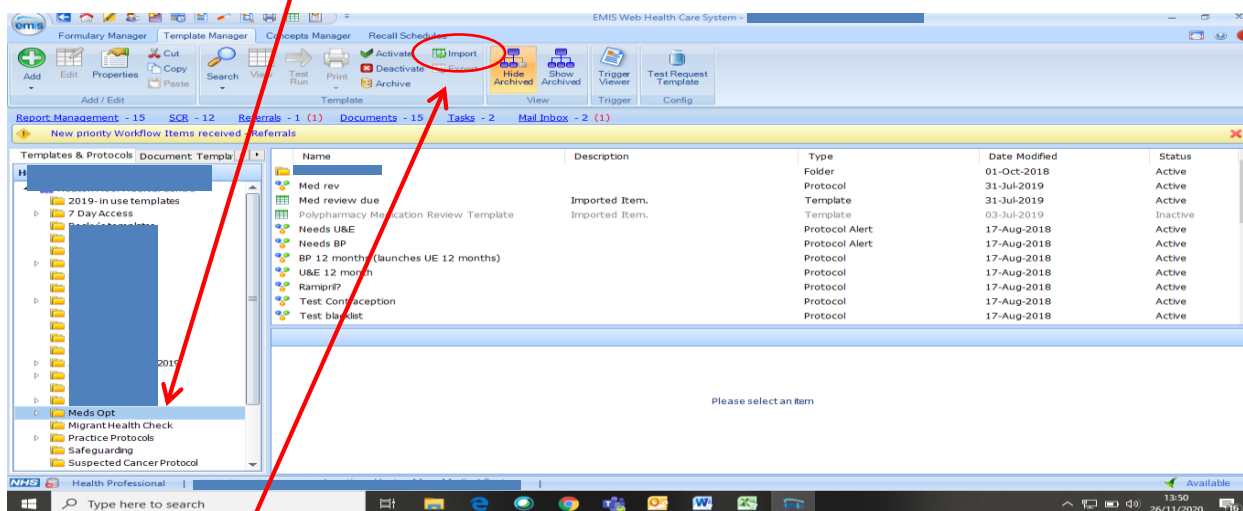 emis
EMIS Web Health Care System -
Formulary Manager Template Manager Concepts Manager Recall Schedules
Add Edit Properties Cut Copy Paste Search View Test Run Print Activate Deactivate Archive Import Export Hide Archived Show Archived Trigger Viewer Test Request Template
Add / Edit Template View Trigger Config
Report Management - 15 SCR - 12 Referrals - 1 (1) Documents - 15 Tasks - 2 Mail Inbox - 2 (1)
New priority Workflow Items received - Referrals
Templates & Protocols Document Templa
Name Description Type Date Modified Status
Folder 01-Oct-2018 Active
Med rev Protocol 31-Jul-2019 Active
Med review due Imported Item. Template 31-Jul-2019 Active
Polypharmacy Medication Review Template Imported Item. Template 03-Jul-2019 Inactive
Needs U&E Protocol Alert 17-Aug-2018 Active
Needs BP Protocol Alert 17-Aug-2018 Active
BP 12 months (launches UE 12 months) Protocol 17-Aug-2018 Active
U&E 12 month Protocol 17-Aug-2018 Active
Ramipril? Protocol 17-Aug-2018 Active
Test Contraception Protocol 17-Aug-2018 Active
Test blacklist Protocol 17-Aug-2018 Active
2019- in use templates
7 Day Access
2019
Meds Opt
Migrant Health Check
Practice Protocols
Safeguarding
Suspected Cancer Protocol
Please select an item
NHS Health Professional
Available
Type here to search
13:50
26/11/2020